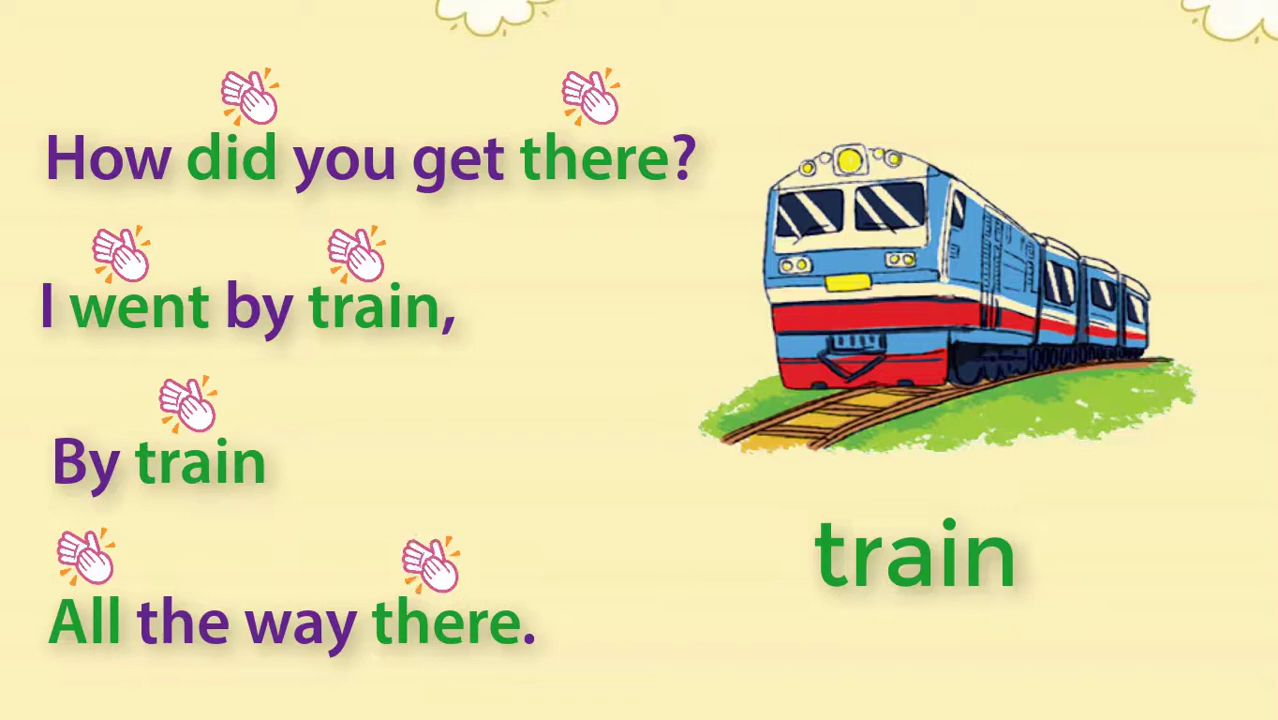 How did you get there?
I went by train,
By train
All the way there.
train